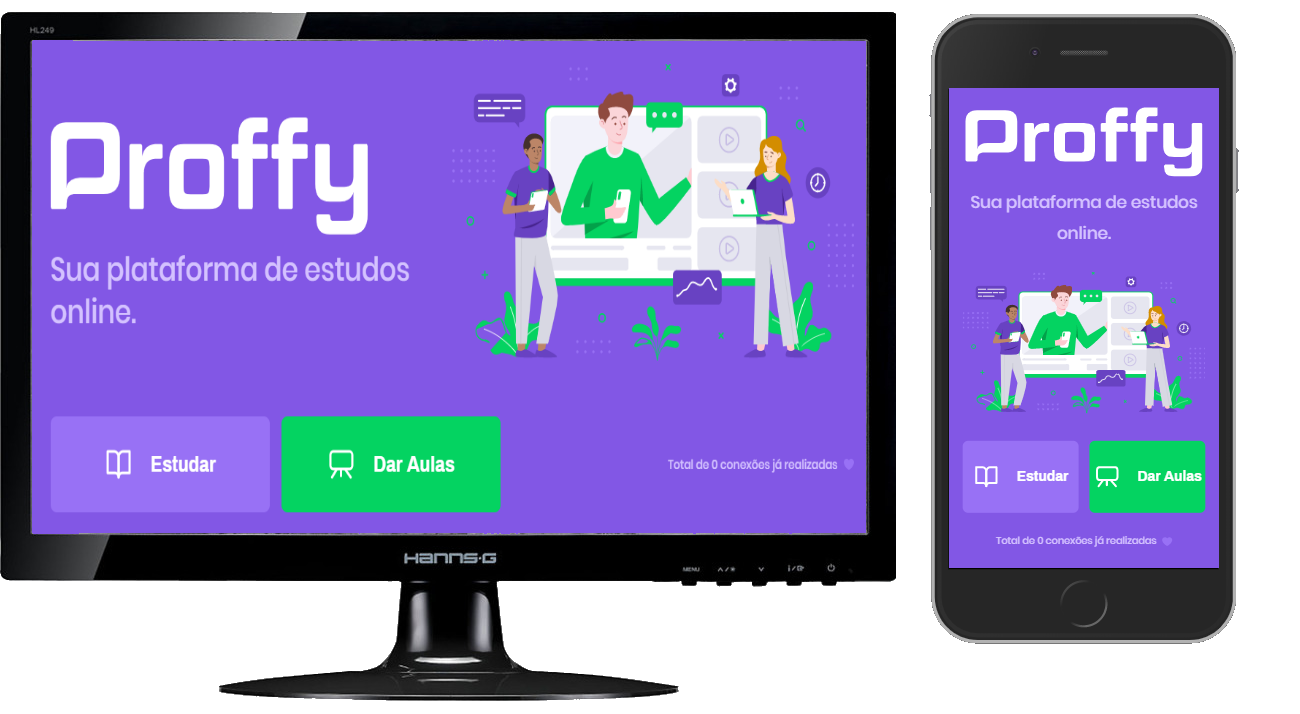 HL249
Proffy
Sua plataforma de estudos
online.
Estudar
Dar Aulas
Total de 0 conexões já realizadas
HANNS·G
MENU
Proffy
Sua plataforma de estudos
online.
Estudar
Dar Aulas
Total de 0 conexões já realizadas